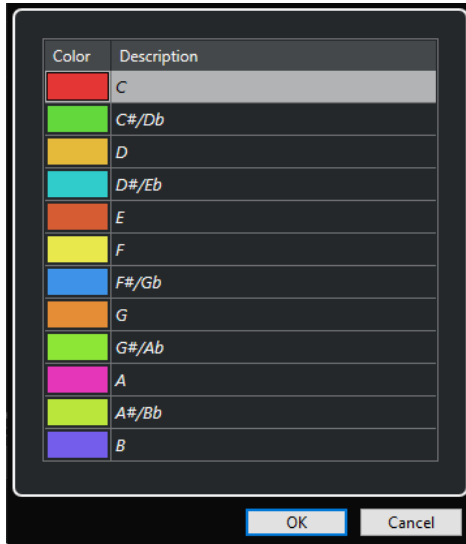 Color Description
C
C#/Db
D
D#/Eb
E
F
F#/Gb
G
G#/Ab
A
A#/Bb
B
OK Cancel